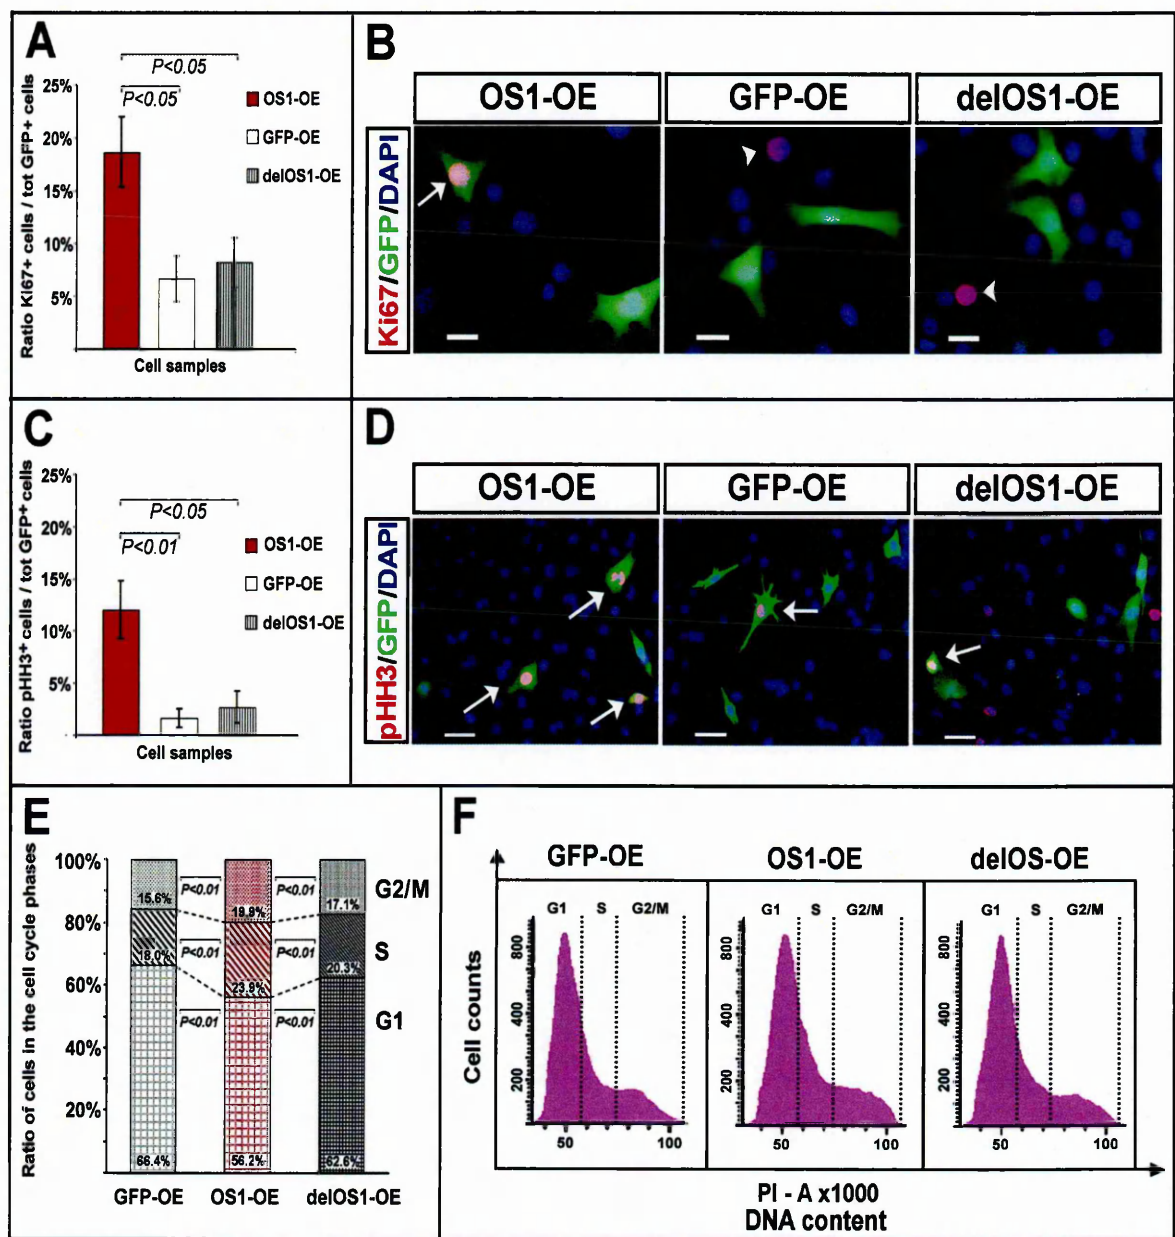 A
P<0.05
P<0.05
25%
20%
15%
10%
5%
OS1-OE
GFP-OE
delOS1-OE
Ratio Ki67+ cells / tot GFP+ cells
Cell samples
B
OS1-OE
GFP-OE
delOS1-OE
Ki67/GFP/DAPI
C
25%
20%
15%
10%
5%
P<0.05
P<0.01
OS1-OE
GFP-OE
delOS1-OE
Ratio pHH3+ cells / tot GFP+ cells
Cell samples
D
OS1-OE
GFP-OE
delOS1-OE
pHH3/GFP/DAPI
E
Ratio of cells in the cell cycle phases
100%
80%
60%
40%
20%
15.6%
18.0%
66.4%
P<0.01
P<0.01
P<0.01
19.9%
23.9%
56.2%
P<0.01
P<0.01
P<0.01
17.1%
20.3%
62.6%
G2/M
S
G1
GFP-OE
OS1-OE
delOS1-OE
F
GFP-OE
OS1-OE
delOS-OE
Cell counts
G1 S G2/M
800
400
200
50 100
G1 S G2/M
800
400
200
50 100
G1 S G2/M
800
400
200
50 100
PI - A x1000
DNA content